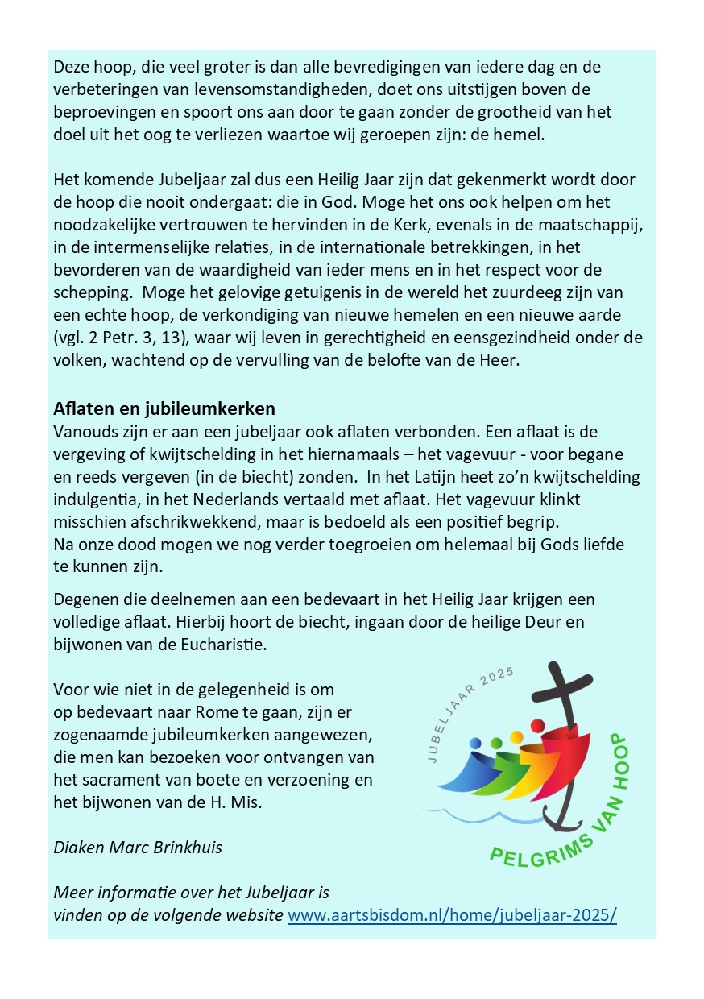 Deze hoop, die veel groter is dan alle bevredigingen van iedere dag en de
verbeteringen van levensomstandigheden, doet ons uitstijgen boven de
beproevingen en spoort ons aan door te gaan zonder de grootheid van het
doel uit het oog te verliezen waartoe wij geroepen zijn: de hemel.
Het komende Jubeljaar zal dus een Heilig Jaar zijn dat gekenmerkt wordt door
de hoop die nooit ondergaat: die in God. Moge het ons ook helpen om het
noodzakelijke vertrouwen te hervinden in de Kerk, evenals in de maatschappij,
in de intermenselijke relaties, in de internationale betrekkingen, in het
bevorderen van de waardigheid van ieder mens en in het respect voor de
schepping.  Moge het gelovige getuigenis in de wereld het zuurdeeg zijn van
een echte hoop, de verkondiging van nieuwe hemelen en een nieuwe aarde
(vgl. 2 Petr. 3, 13), waar wij leven in gerechtigheid en eensgezindheid onder de
volken, wachtend op de vervulling van de belofte van de Heer.
Aflaten en jubileumkerken
Vanouds zijn er aan een jubeljaar ook aflaten verbonden. Een aflaat is de
vergeving of kwijtschelding in het hiernamaals – het vagevuur - voor begane
en reeds vergeven (in de biecht) zonden.  In het Latijn heet zo’n kwijtschelding
indulgentia, in het Nederlands vertaald met aflaat. Het vagevuur klinkt
misschien afschrikwekkend, maar is bedoeld als een positief begrip.
Na onze dood mogen we nog verder toegroeien om helemaal bij Gods liefde
te kunnen zijn.
Degenen die deelnemen aan een bedevaart in het Heilig Jaar krijgen een
volledige aflaat. Hierbij hoort de biecht, ingaan door de heilige Deur en
bijwonen van de Eucharistie.
Voor wie niet in de gelegenheid is om
op bedevaart naar Rome te gaan, zijn er
zogenaamde jubileumkerken aangewezen,
die men kan bezoeken voor ontvangen van
het sacrament van boete en verzoening en
het bijwonen van de H. Mis.
JUBELJAAR 2025
PELGRIMS VAN HOOP
Diaken Marc Brinkhuis
Meer informatie over het Jubeljaar is
vinden op de volgende website www.aartsbisdom.nl/home/jubeljaar-2025/